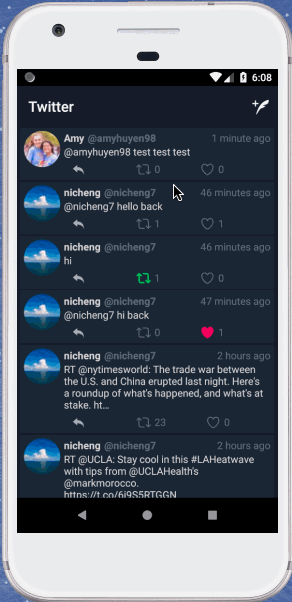 6:08
Twitter
Amy @amyhuyen98 1 minute ago
@amyhuyen98 test test test
0 0
nicheng @nicheng7 46 minutes ago
@nicheng7 hello back
1 1
nicheng @nicheng7 46 minutes ago
hi
1 0
nicheng @nicheng7 47 minutes ago
@nicheng7 hi back
0 1
nicheng @nicheng7 2 hours ago
RT @nytimesworld: The trade war between
the U.S. and China erupted last night. Here's
a roundup of what's happened, and what's at
stake. ht...
23 0
nicheng @nicheng7 2 hours ago
RT @UCLA: Stay cool in this #LAHeatwave
with tips from @UCLAHealth's
@markmorocco.
https://t.co/6i9S5RTGGN